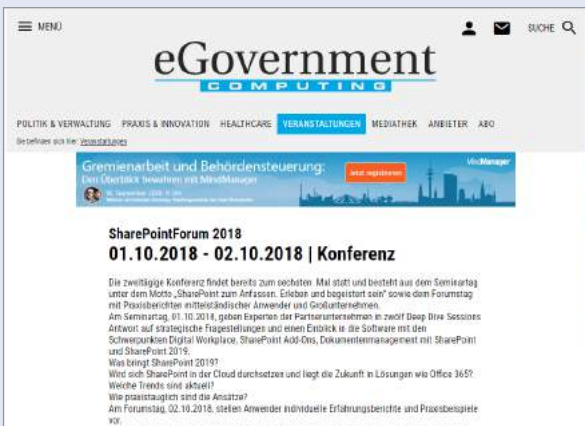 MENÜ
SUCHE
eGovernment
COMPUTING
POLITIK & VERWALTUNG PRAXIS & INNOVATION HEALTHCARE VERANSTALTUNGEN MEDIATHEK ANBIETER ABO
Sie befinden sich hier: Veranstaltungen
Gremienarbeit und Behördensteuerung:
Den Überblick bewahren mit MindManager
Jetzt registrieren
MindManager
SharePointForum 2018
01.10.2018 - 02.10.2018 | Konferenz
Die zweitägige Konferenz findet bereits zum sechsten Mal statt und besteht aus dem Seminartag
unter dem Motto „SharePoint zum Anfassen. Erleben und begeistert sein" sowie dem Forumstag
mit Praxisberichten mittelständischer Anwender und Großunternehmen.
Am Seminartag, 01.10.2018, geben Experten der Partnerunternehmen in zwölf Deep Dive Sessions
Antwort auf strategische Fragestellungen und einen Einblick in die Software mit den
Schwerpunkten Digital Workplace, SharePoint Add-Ons, Dokumentenmanagement mit SharePoint
und SharePoint 2019.
Was bringt SharePoint 2019?
Wird sich SharePoint in der Cloud durchsetzen und liegt die Zukunft in Lösungen wie Office 365?
Welche Trends sind aktuell?
Wie praxistauglich sind die Ansätze?
Am Forumstag, 02.10.2018, stellen Anwender individuelle Erfahrungsberichte und Praxisbeispiele
vor.